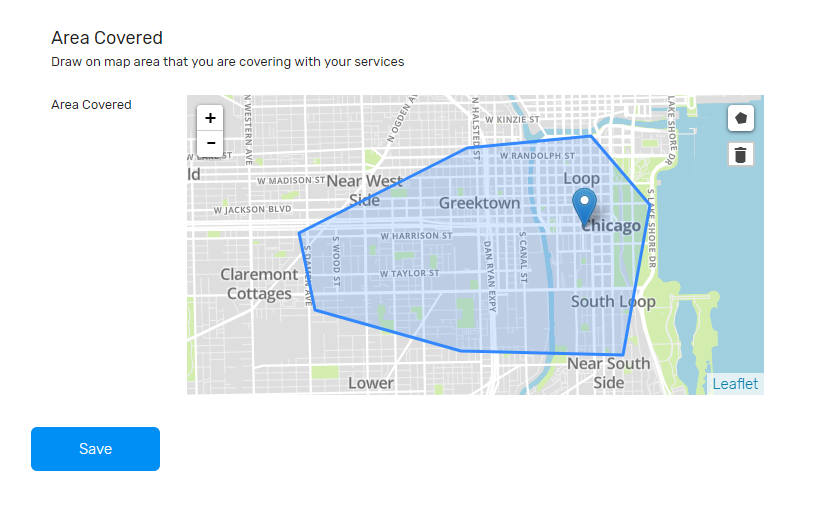 Area Covered
Draw on map area that you are covering with your services
Area Covered
+
−
N WESTERN AVE
N OGDEN A
N HALSTED ST
W KINZIE ST
LAKE SHORE DR
W LAKE ST
W RANDOLPH ST
ld
W MADISON ST
Near West
Side
Loop
W JACKSON BLVD
Greektown
S LAKE SHORE DR
Chicago
W HARRISON ST
S DAMEN AVE
S WOOD ST
DAN RYAN EXPY
S CANAL ST
Claremont
Cottages
W TAYLOR ST
South Loop
Near South
Side
Lower
Leaflet
Save